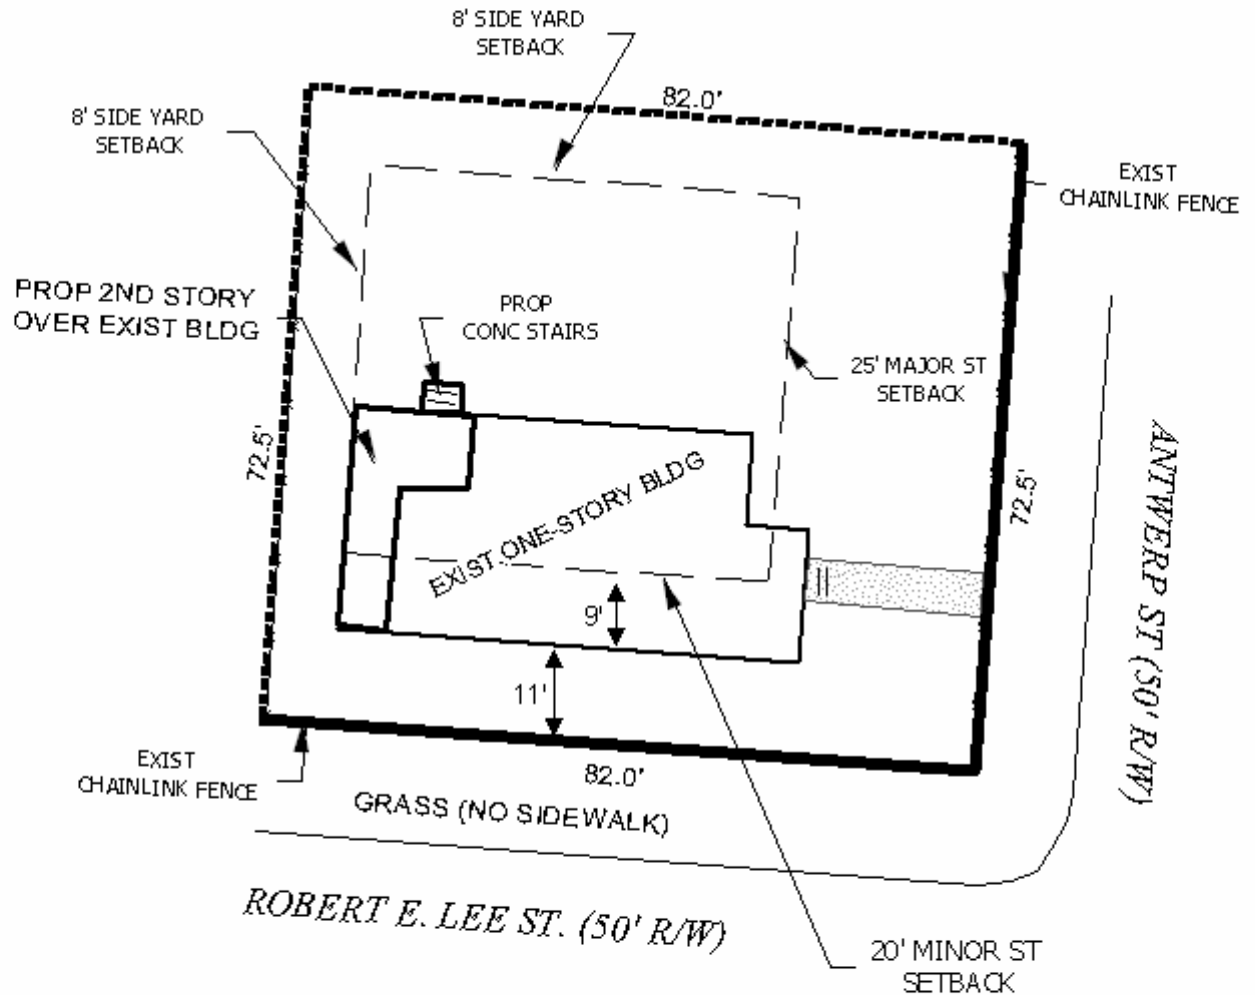 8' SIDE YARD
SETBACK
82.0'
8' SIDE YARD
SETBACK
EXIST
CHAINLINK FENCE
PROP 2ND STORY
OVER EXIST BLDG
PROP
CONC STAIRS
25' MAJOR ST
SETBACK
72.5'
EXIST. ONE-STORY BLDG
72.5'
ANTWERP ST (50' R/W)
9'
11'
EXIST
CHAINLINK FENCE
82.0'
GRASS (NO SIDEWALK)
ROBERT E. LEE ST. (50' R/W)
20' MINOR ST
SETBACK